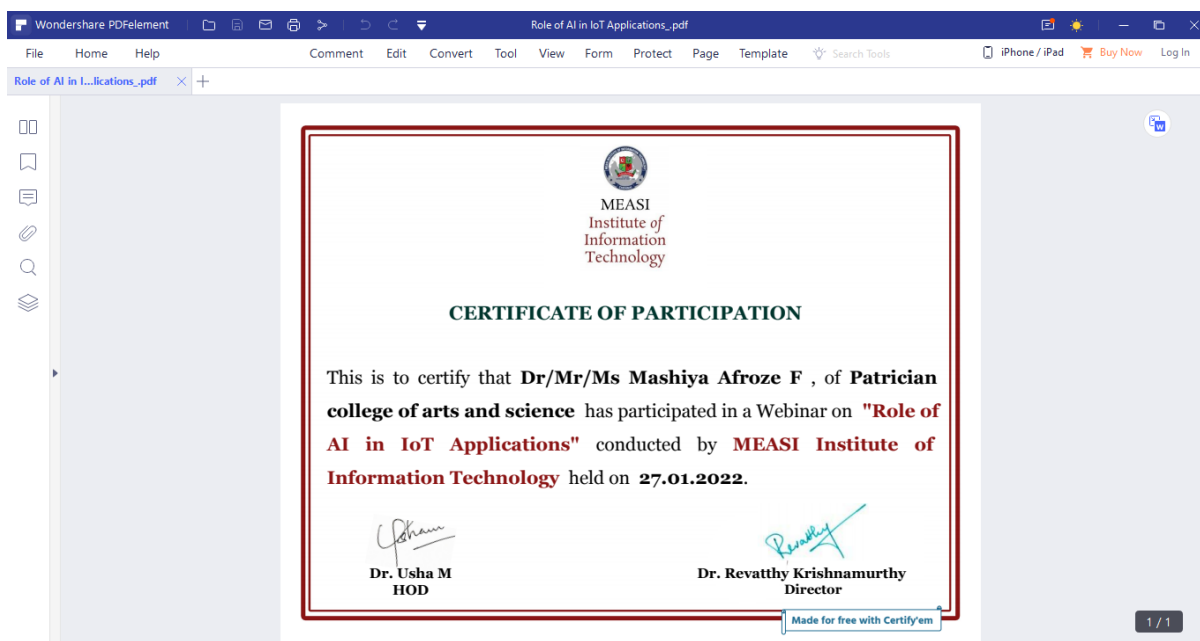 Wondershare PDFelement
Role of AI in IoT Applications_.pdf
File Home Help Comment Edit Convert Tool View Form Protect Page Template Search Tools iPhone / iPad Buy Now Log In
Role of AI in I...lications_.pdf
MEASI
Institute of
Information
Technology
CERTIFICATE OF PARTICIPATION
This is to certify that Dr/Mr/Ms Mashiya Afroze F , of Patrician
college of arts and science has participated in a Webinar on "Role of
AI in IoT Applications" conducted by MEASI Institute of
Information Technology held on 27.01.2022.
Revatthy
Dr. Usha M
HOD
Dr. Revatthy Krishnamurthy
Director
Made for free with Certify'em
1 / 1